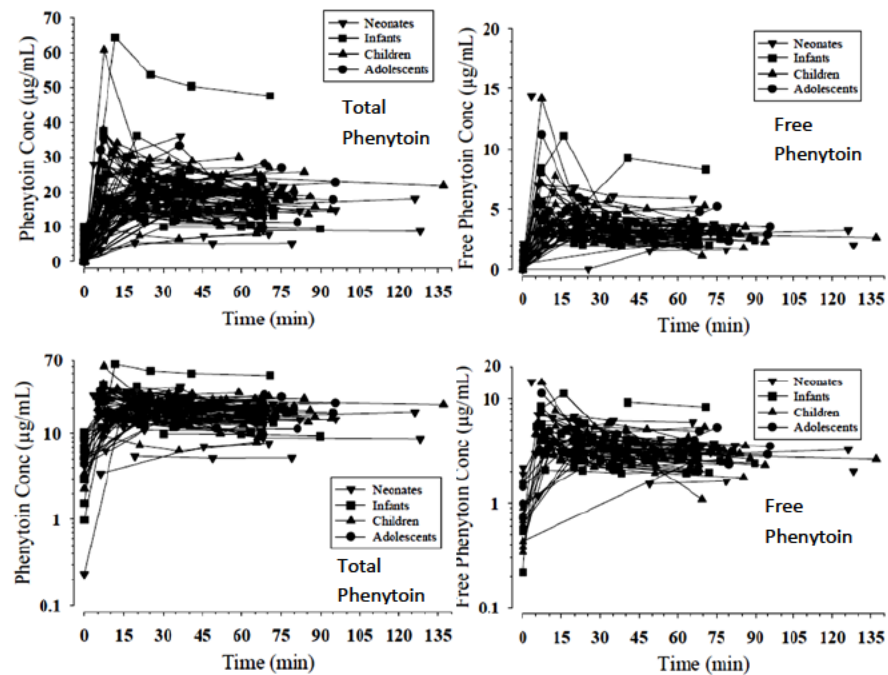 Phenytoin Conc (µg/mL)
70
60
50
40
30
20
10
0
Neonates
Infants
Children
Adolescents
Total
Phenytoin
0 15 30 45 60 75 90 105 120 135
Time (min)
Free Phenytoin Conc (µg/mL)
20
15
10
5
0
Neonates
Infants
Children
Adolescents
Free
Phenytoin
0 15 30 45 60 75 90 105 120 135
Time (min)
Phenytoin Conc (µg/mL)
70
10
1
0.1
Neonates
Infants
Children
Adolescents
Total
Phenytoin
0 15 30 45 60 75 90 105 120 135
Time (min)
Free Phenytoin Conc (µg/mL)
20
10
1
0.1
Neonates
Infants
Children
Adolescents
Free
Phenytoin
0 15 30 45 60 75 90 105 120 135
Time (min)